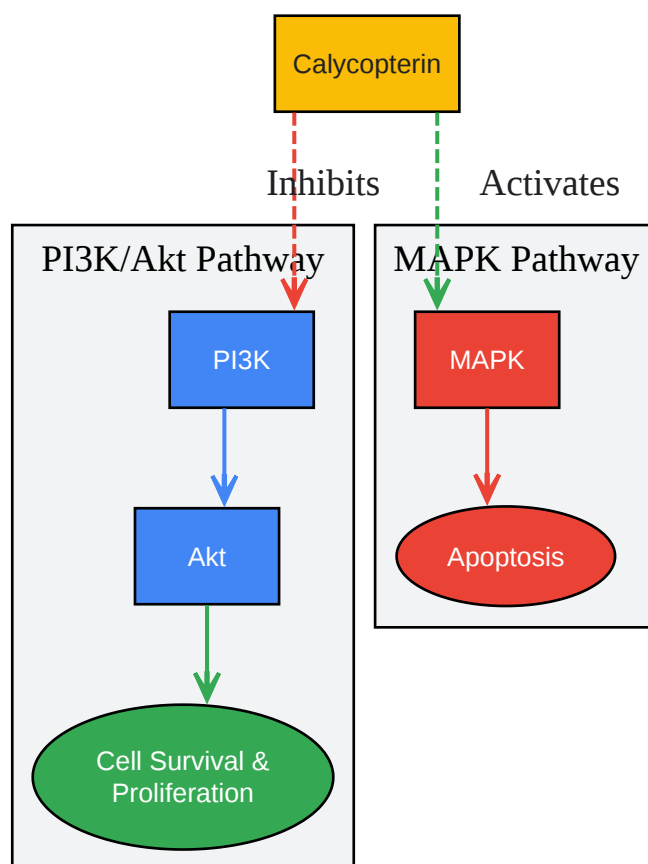 Calycopterin
Inhibits
Activates
PI3K/Akt Pathway
MAPK Pathway
PI3K
MAPK
Akt
Apoptosis
Cell Survival &
Proliferation